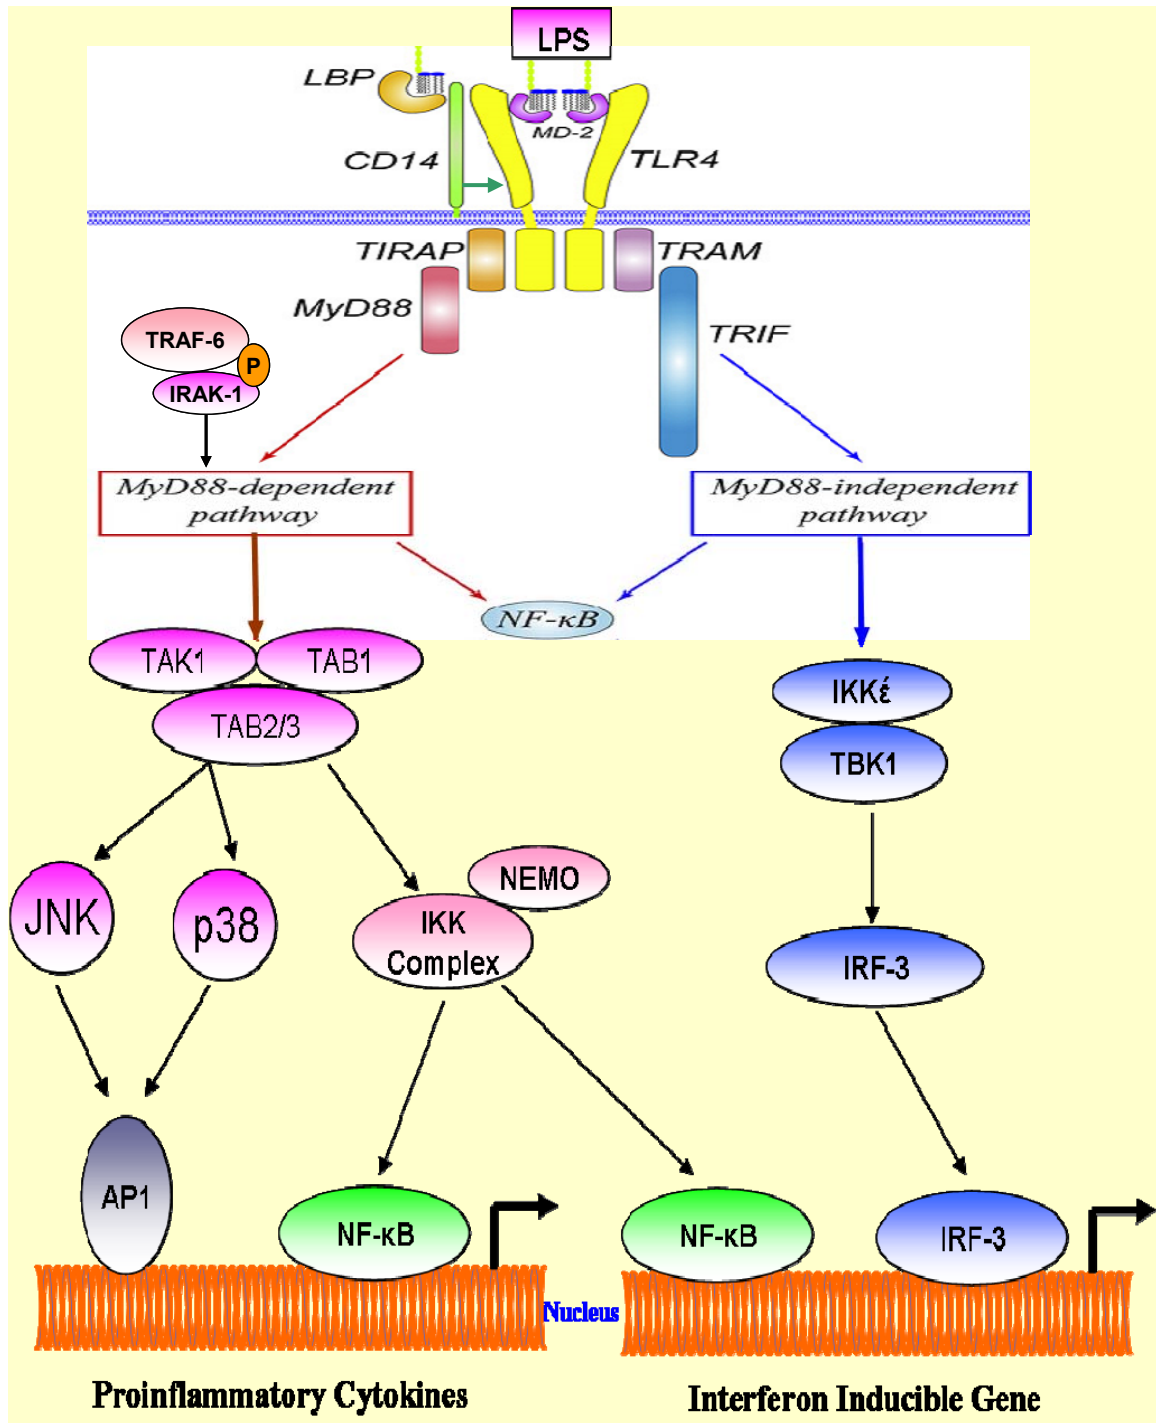 LPS
LBP
MD-2
CD14
TLR4
TIRAP
TRAM
MyD88
TRIF
TRAF-6
P
IRAK-1
MyD88-dependent
pathway
MyD88-independent
pathway
NF-κB
TAK1
TAB1
TAB2/3
IKKέ
TBK1
JNK
p38
NEMO
IKK
Complex
IRF-3
AP1
NF-κB
NF-κB
IRF-3
Nucleus
Proinflammatory Cytokines
Interferon Inducible Gene